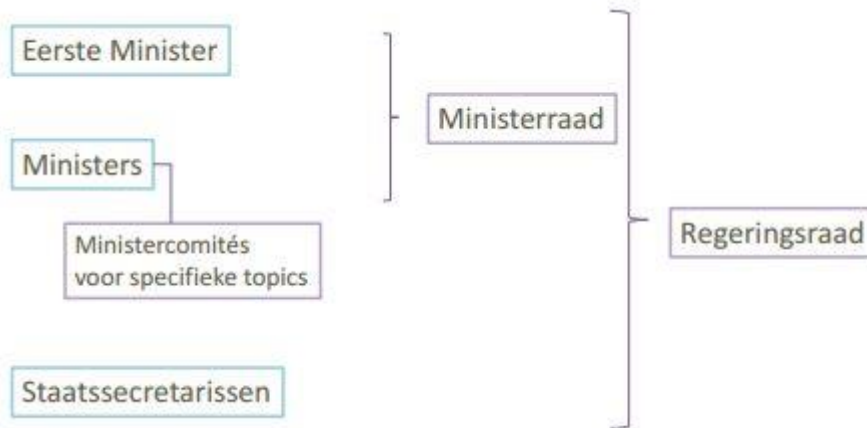 Eerste Minister
Ministerraad
Ministers
Ministercomités
voor specifieke topics
Regeringsraad
Staatssecretarissen